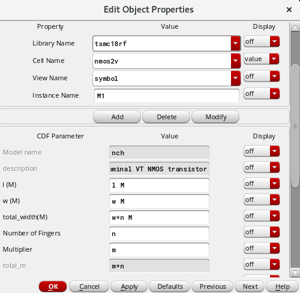 Edit Object Properties
Property Value Display
Library Name tsmc18rf off
Cell Name nmos2v value
View Name symbol off
Instance Name M1 off
Add Delete Modify
CDF Parameter Value Display
Model name nch off
description minal VT NMOS transistor off
l (M) l M off
w (M) w M off
total_width(M) w*n M off
Number of Fingers n off
Multiplier m off
total_m m*n off
OK Cancel Apply Defaults Previous Next Help